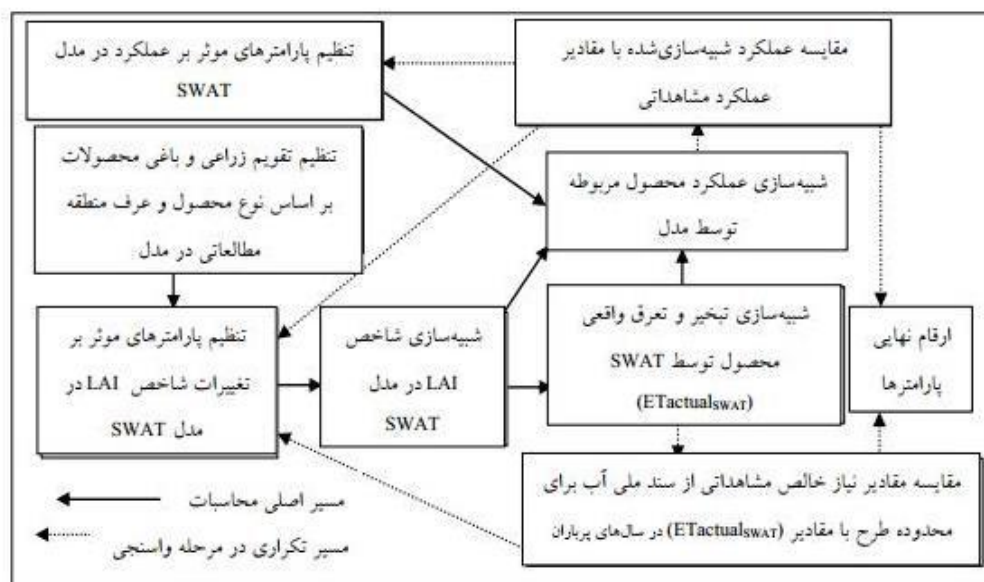 مقایسه عملکرد شبیه‌سازی‌شده با مقادیر
عملکرد مشاهداتی
تنظیم پارامترهای موثر بر عملکرد در مدل
SWAT
تنظیم تقویم زراعی و باغی محصولات
بر اساس نوع محصول و عرف منطقه
مطالعاتی در مدل
شبیه‌سازی عملکرد محصول مربوطه
توسط مدل
تنظیم پارامترهای موثر بر
تغییرات شاخص LAI در
مدل SWAT
شبیه‌سازی شاخص
LAI در مدل
SWAT
شبیه‌سازی تبخیر و تعرق واقعی
محصول توسط SWAT
(ETactualSWAT)
ارقام نهایی
پارامترها
مقایسه مقادیر نیاز خالص مشاهداتی از سند ملی آب برای
محدوده طرح با مقادیر (ETactualSWAT) در سال‌های پرباران
مسیر اصلی محاسبات
مسیر تکراری در مرحله واسنجی